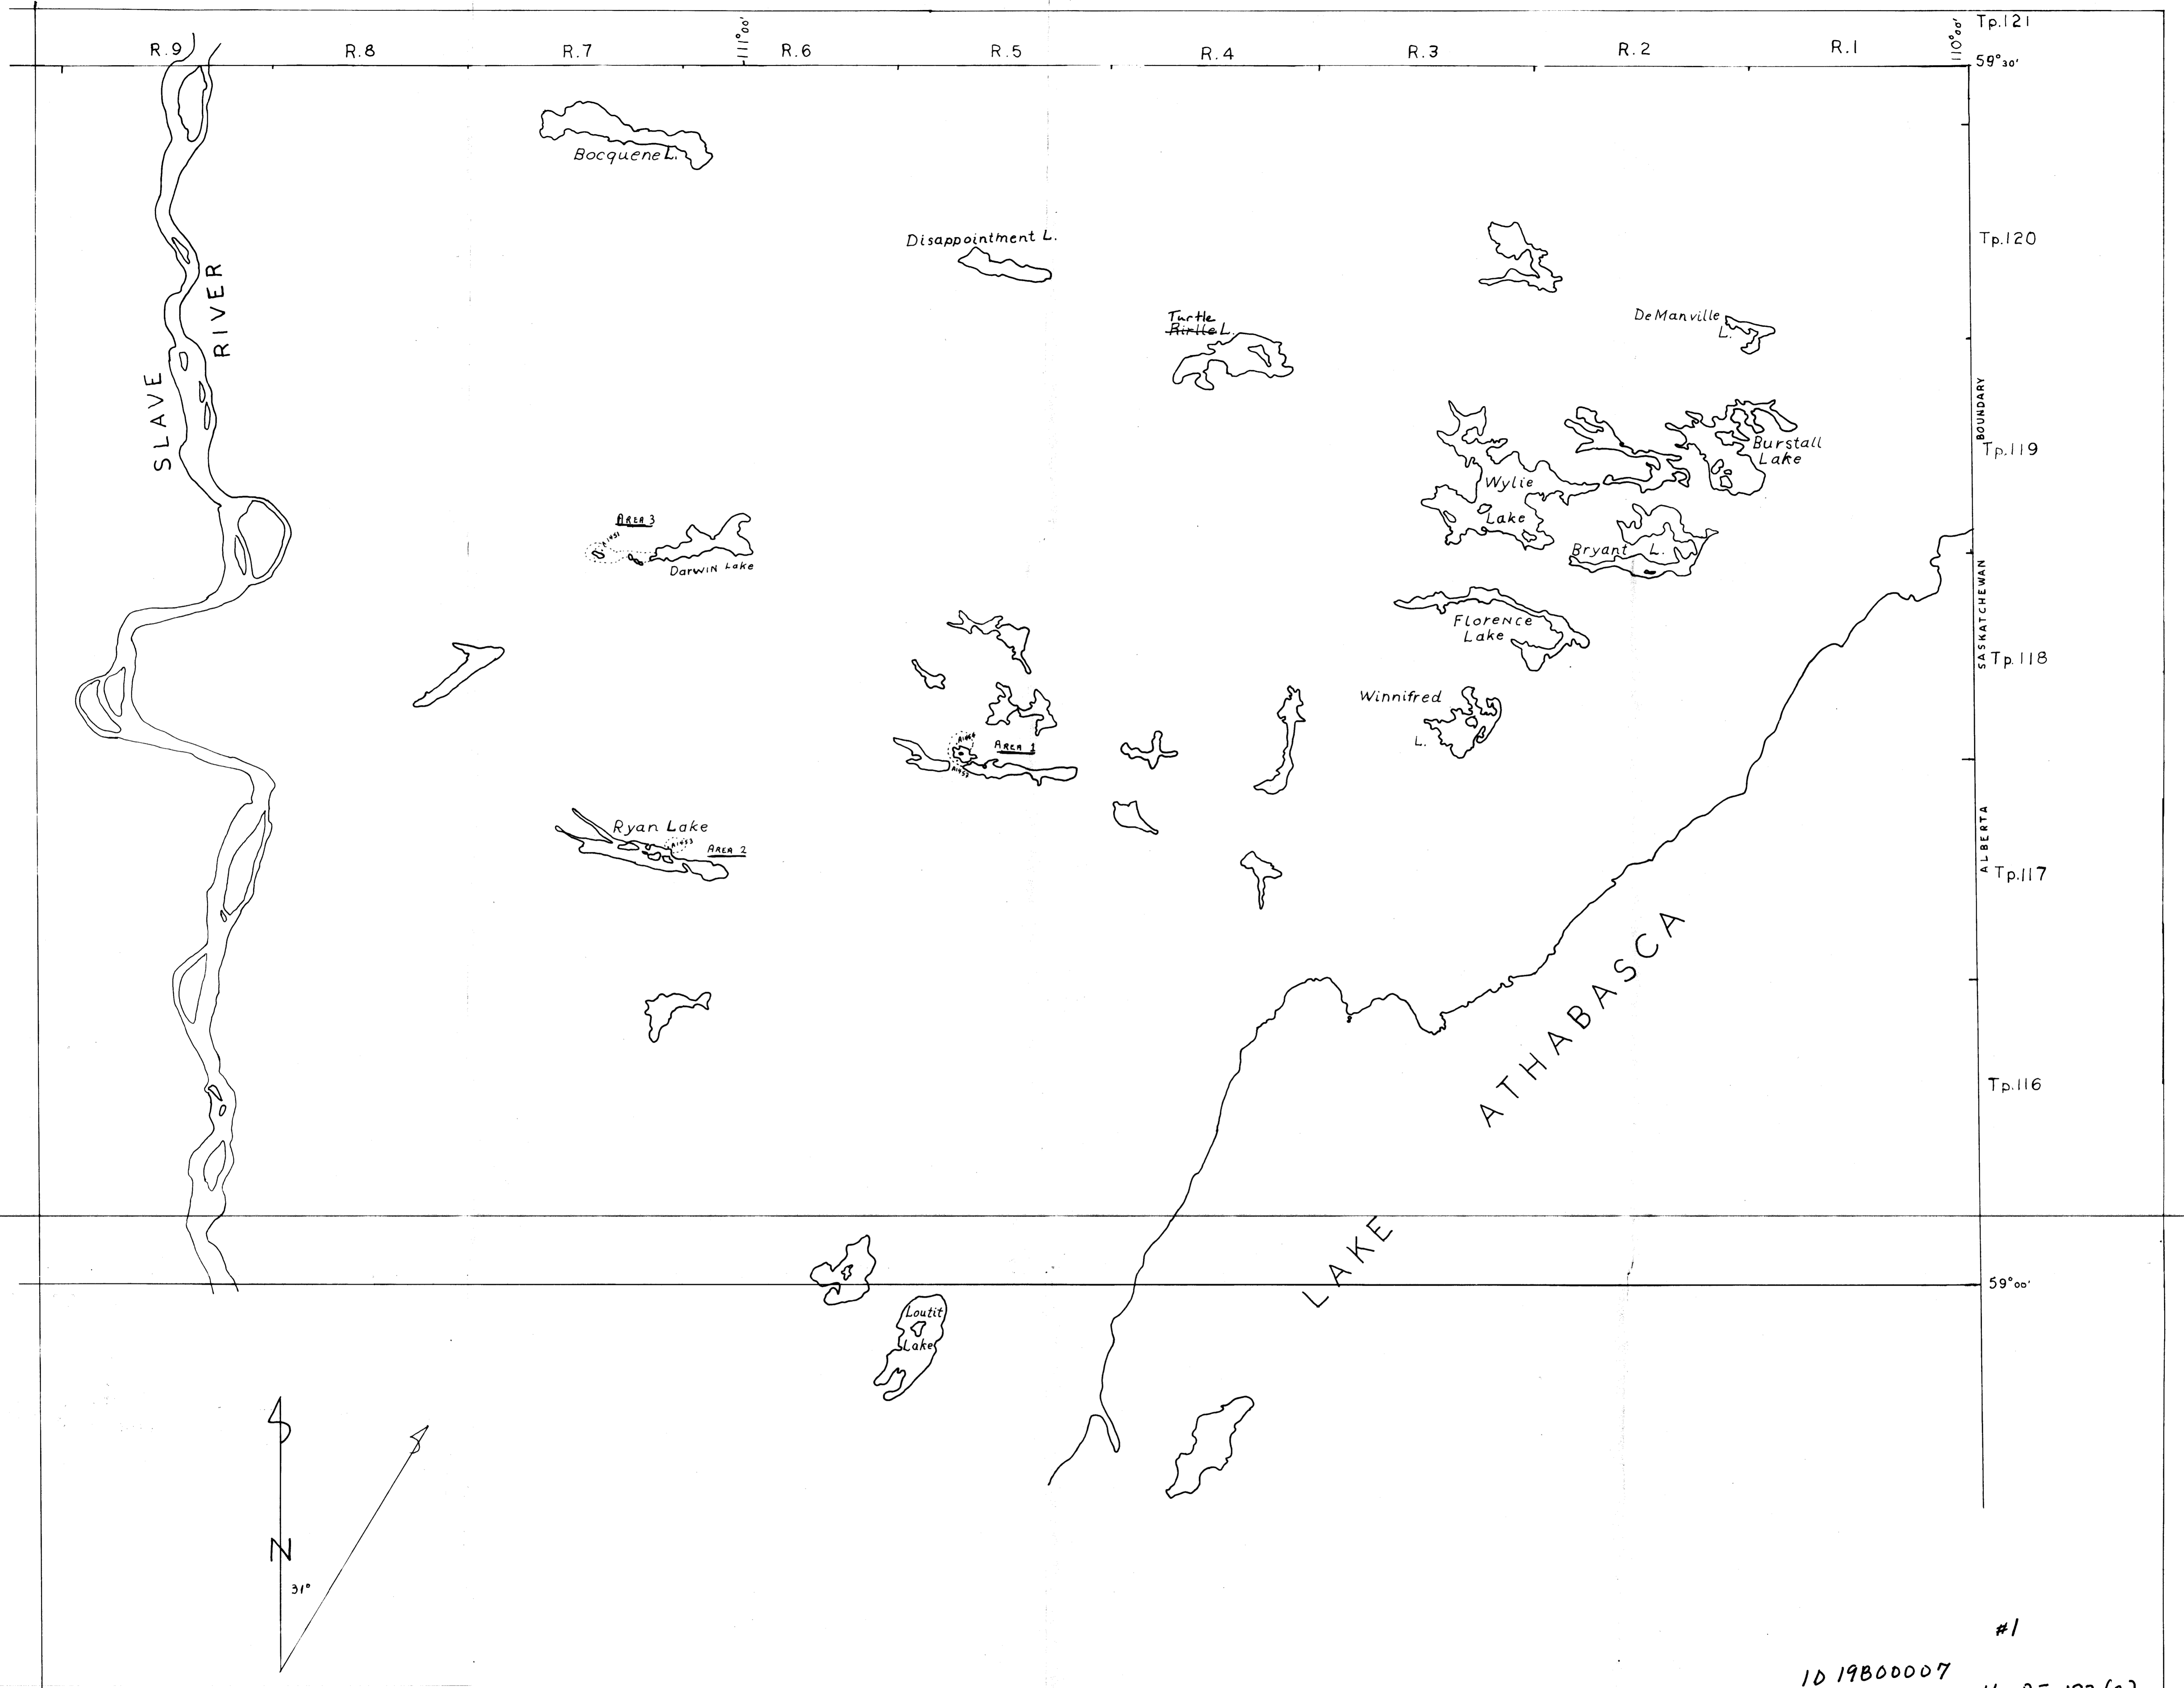 Tp.121
R.9 R.8 R.7 111°00' R.6 R.5 R.4 R.3 R.2 R.1 110°00'
59°30'
Bocquene L.
Disappointment L.
Tp.120
SLAVE RIVER
Turtle
Rirtle L.
DeManville
L.
BOUNDARY
Burstall
Lake
Tp.119
Wylie
Lake
AREA 3
A1451
Darwin Lake
Bryant L.
SASKATCHEWAN
Florence
Lake
Tp.118
Winnifred
L.
AREA 1
Ryan Lake
A1453
AREA 2
ALBERTA
Tp.117
LAKE ATHABASCA
Tp.116
59°00'
Loutit
Lake
N
31°
#1
ID 19800007